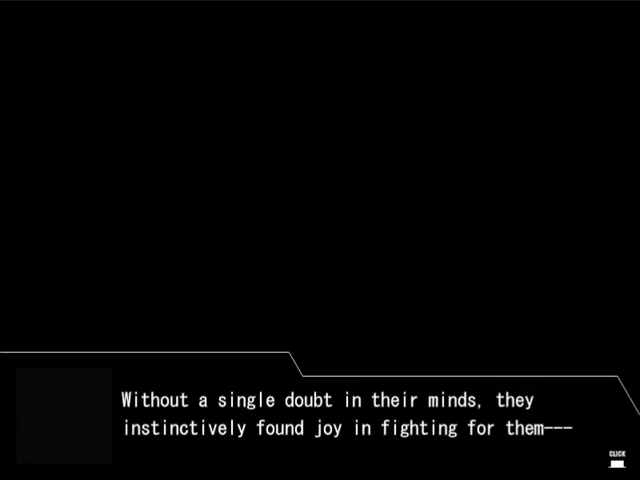 Without a single doubt in their minds, they
instinctively found joy in fighting for them———
CLICK